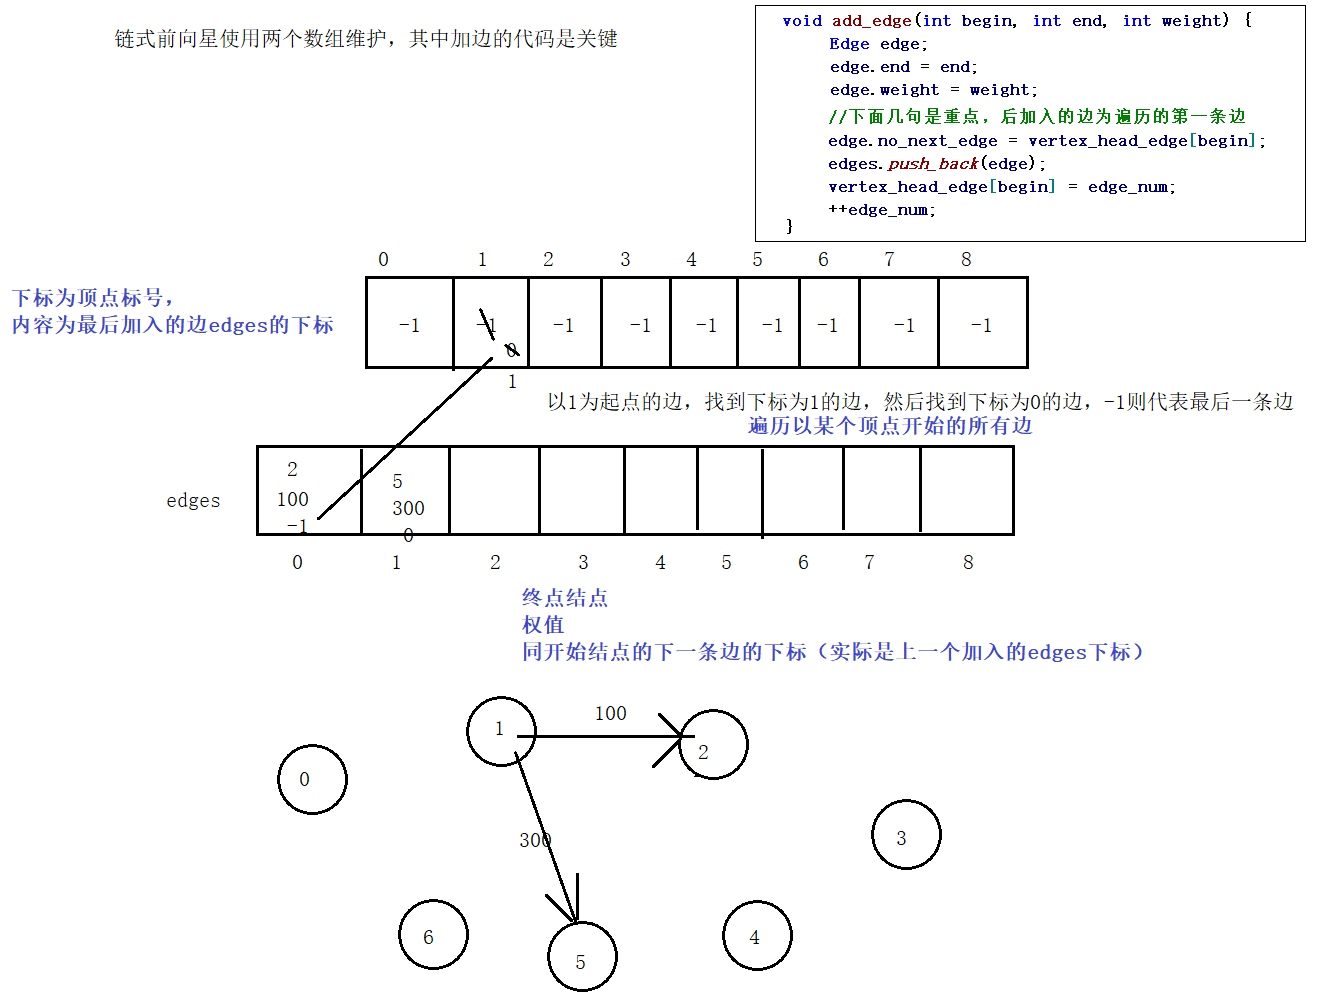 链式前向星使用两个数组维护，其中加边的代码是关键
void add_edge(int begin, int end, int weight) {
Edge edge;
edge.end = end;
edge.weight = weight;
//下面几句是重点，后加入的边为遍历的第一条边
edge.no_next_edge = vertex_head_edge[begin];
edges.push_back(edge);
vertex_head_edge[begin] = edge_num;
++edge_num;
}
0 1 2 3 4 5 6 7 8
下标为顶点标号，
内容为最后加入的边edges的下标
-1 -1 -1 -1 -1 -1 -1 -1 -1
0
1
以1为起点的边，找到下标为1的边，然后找到下标为0的边，-1则代表最后一条边
遍历以某个顶点开始的所有边
edges
2
100
-1
5
300
0
0 1 2 3 4 5 6 7 8
终点结点
权值
同开始结点的下一条边的下标（实际是上一个加入的edges下标）
1
100
2
0
300
3
6
5
4